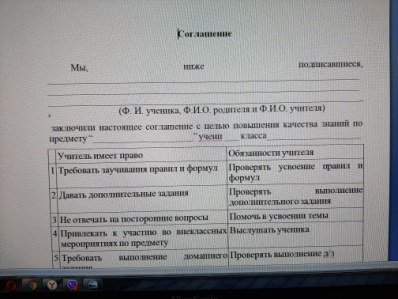 Соглашение
Мы, ниже подписавшиеся,
(Ф. И. ученика, Ф.И.О. родителя и Ф.И.О. учителя)
заключили настоящее соглашение с целью повышения качества знаний по
предмету "____" учени___ класса____
Учитель имеет право Обязанности учителя
1 Требовать заучивания правил и формул Проверять усвоение правил и
формул
2 Давать дополнительные задания Проверять выполнение
дополнительного задания
3 Не отвечать на посторонние вопросы Помочь в усвоении темы
4 Привлекать к участию во внеклассных Выслушать ученика
мероприятиях по предмету
5 Требовать выполнение домашнего Проверять выполнение д/з